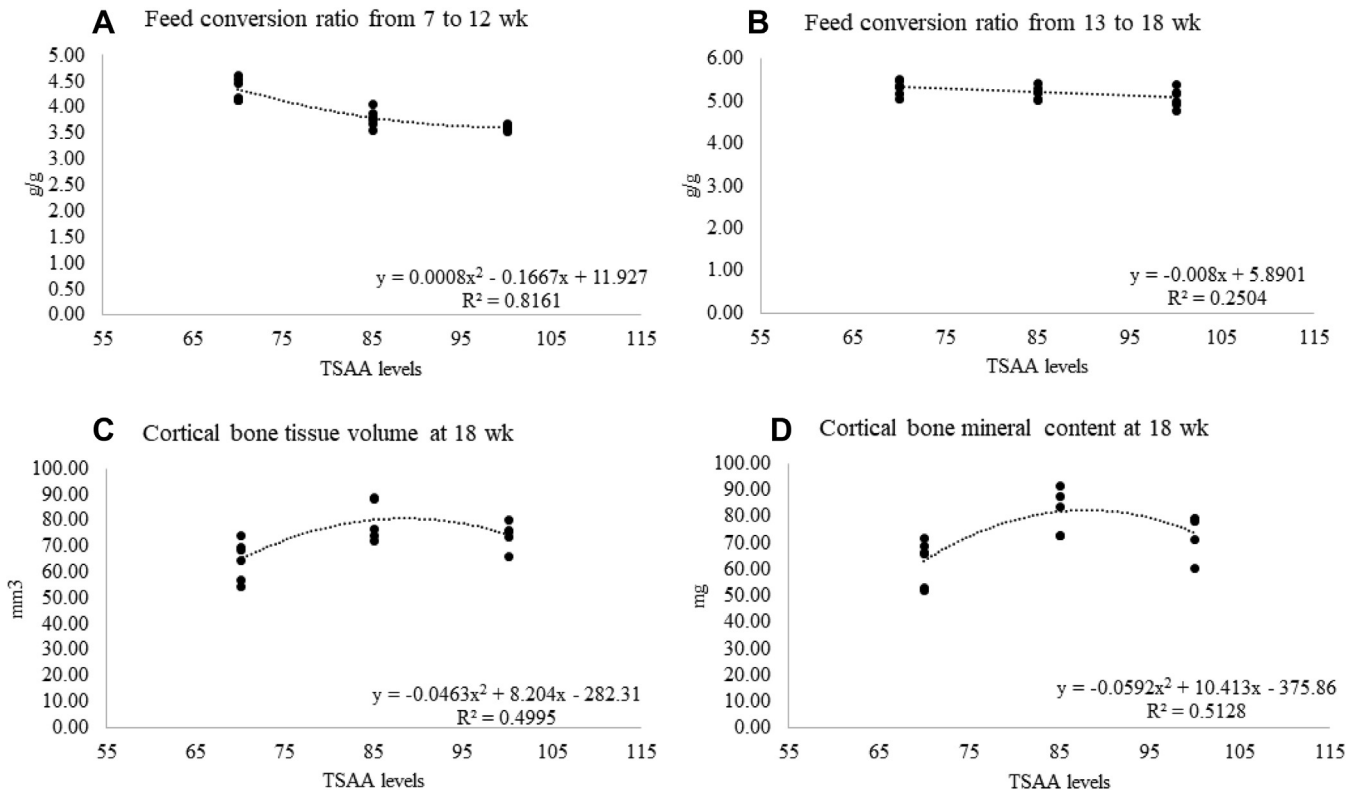 A Feed conversion ratio from 7 to 12 wk
5.00
4.50
4.00
3.50
3.00
2.50
2.00
1.50
1.00
0.50
0.00
g/g
y = 0.0008x² - 0.1667x + 11.927
R² = 0.8161
55 65 75 85 95 105 115
TSAA levels
B Feed conversion ratio from 13 to 18 wk
6.00
5.00
4.00
3.00
2.00
1.00
0.00
g/g
y = -0.008x + 5.8901
R² = 0.2504
55 65 75 85 95 105 115
TSAA levels
C Cortical bone tissue volume at 18 wk
100.00
90.00
80.00
70.00
60.00
50.00
40.00
30.00
20.00
10.00
0.00
mm3
y = -0.0463x² + 8.204x - 282.31
R² = 0.4995
55 65 75 85 95 105 115
TSAA levels
D Cortical bone mineral content at 18 wk
100.00
90.00
80.00
70.00
60.00
50.00
40.00
30.00
20.00
10.00
0.00
mg
y = -0.0592x² + 10.413x - 375.86
R² = 0.5128
55 65 75 85 95 105 115
TSAA levels